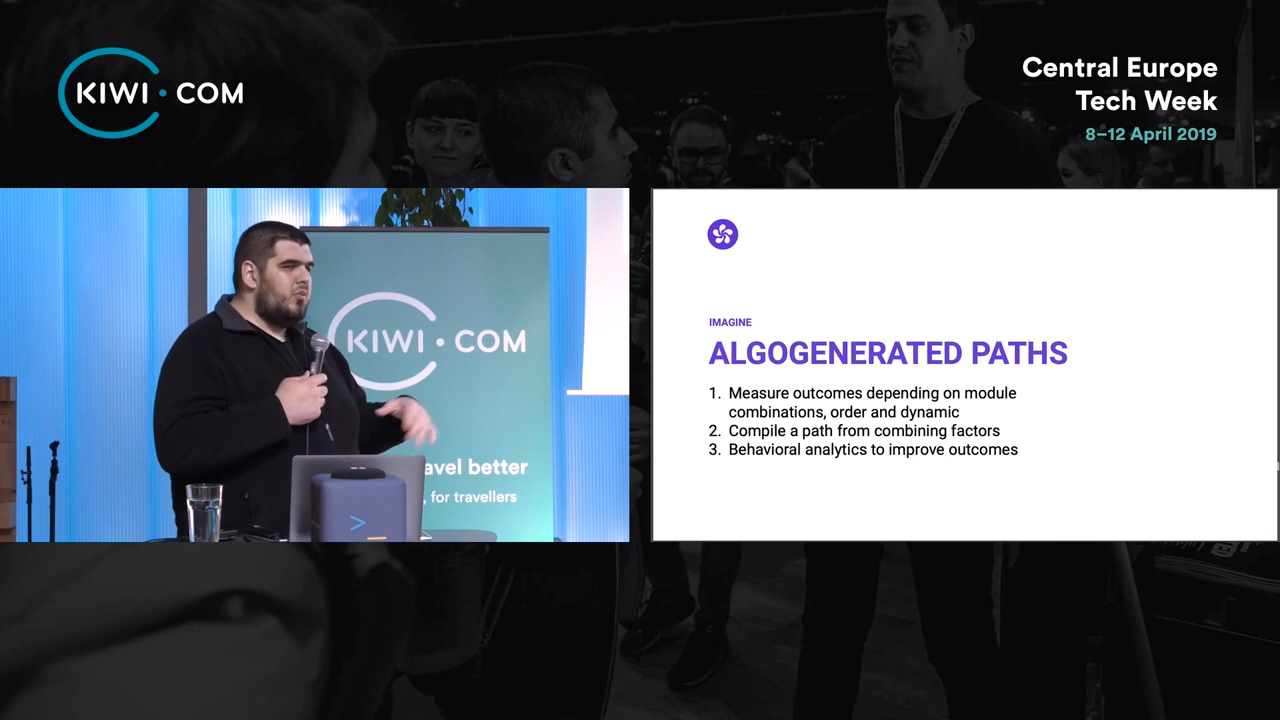 KIWI·COM
Central Europe
Tech Week
8–12 April 2019
KIWI·COM
avel better
, for travellers
>_
IMAGINE
ALGOGENERATED PATHS
1. Measure outcomes depending on module
combinations, order and dynamic
2. Compile a path from combining factors
3. Behavioral analytics to improve outcomes